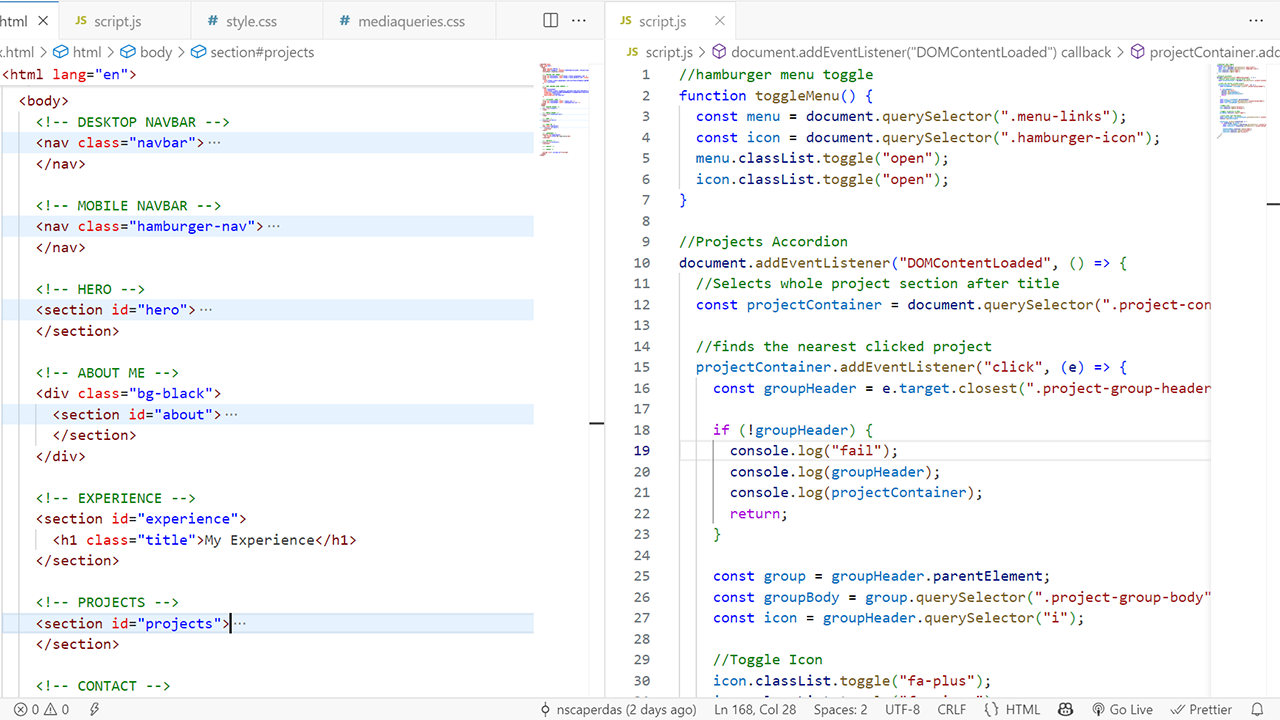 html
JS script.js
# style.css
# mediaqueries.css
JS script.js
.html > html > body > section#projects
JS script.js > document.addEventListener("DOMContentLoaded") callback > projectContainer.add
<html lang="en">
<body>
<!-- DESKTOP NAVBAR -->
<nav class="navbar">···
</nav>
<!-- MOBILE NAVBAR -->
<nav class="hamburger-nav">···
</nav>
<!-- HERO -->
<section id="hero">···
</section>
<!-- ABOUT ME -->
<div class="bg-black">
<section id="about">···
</section>
</div>
<!-- EXPERIENCE -->
<section id="experience">
<h1 class="title">My Experience</h1>
</section>
<!-- PROJECTS -->
<section id="projects">···
</section>
<!-- CONTACT -->
1 //hamburger menu toggle
2 function toggleMenu() {
3 const menu = document.querySelector(".menu-links");
4 const icon = document.querySelector(".hamburger-icon");
5 menu.classList.toggle("open");
6 icon.classList.toggle("open");
7 }
8
9 //Projects Accordion
10 document.addEventListener("DOMContentLoaded", () => {
11 //Selects whole project section after title
12 const projectContainer = document.querySelector(".project-con
13
14 //finds the nearest clicked project
15 projectContainer.addEventListener("click", (e) => {
16 const groupHeader = e.target.closest(".project-group-header
17
18 if (!groupHeader) {
19 console.log("fail");
20 console.log(groupHeader);
21 console.log(projectContainer);
22 return;
23 }
24
25 const group = groupHeader.parentElement;
26 const groupBody = group.querySelector(".project-group-body"
27 const icon = groupHeader.querySelector("i");
28
29 //Toggle Icon
30 icon.classList.toggle("fa-plus");
0 0
nscaperdas (2 days ago)
Ln 168, Col 28
Spaces: 2
UTF-8
CRLF
{} HTML
Go Live
Prettier